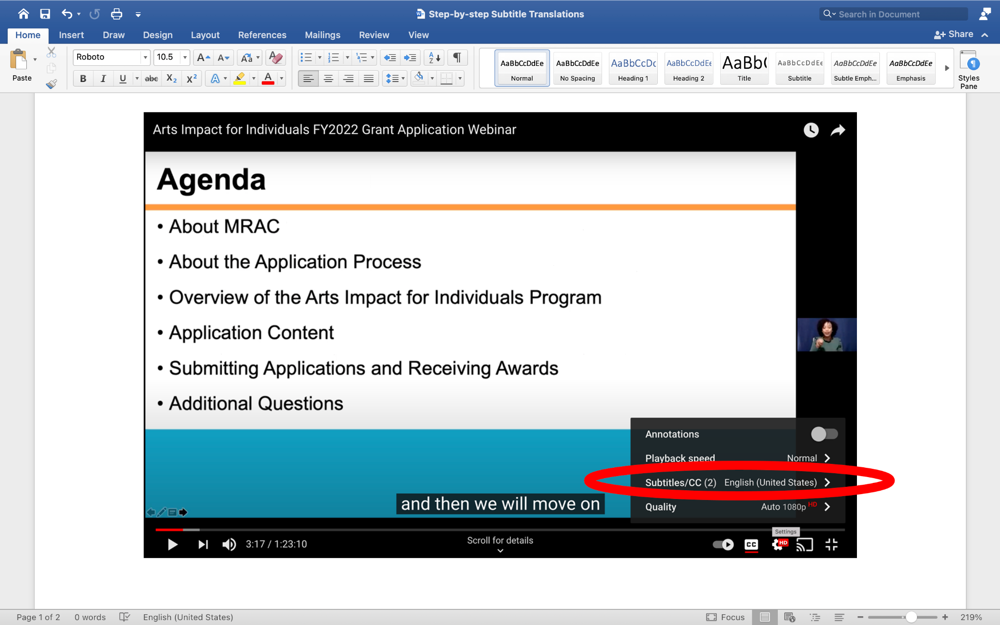 Step-by-step Subtitle Translations
Search in Document
Home Insert Draw Design Layout References Mailings Review View
Share
Paste
Roboto 10.5
AaBbCcDdEe Normal
AaBbCcDdEe No Spacing
AaBbCcDc Heading 1
AaBbCcDdEe Heading 2
AaBb( Title
AaBbCcDdEe Subtitle
AaBbCcDdEe Subtle Emph...
AaBbCcDdEe Emphasis
Styles
Pane
Arts Impact for Individuals FY2022 Grant Application Webinar
Agenda
• About MRAC
• About the Application Process
• Overview of the Arts Impact for Individuals Program
• Application Content
• Submitting Applications and Receiving Awards
• Additional Questions
Annotations
Playback speed Normal
Subtitles/CC (2) English (United States)
Quality Auto 1080p HD
and then we will move on
Settings
3:17 / 1:23:10
Scroll for details
CC
HD
Page 1 of 2 0 words English (United States) Focus 219%